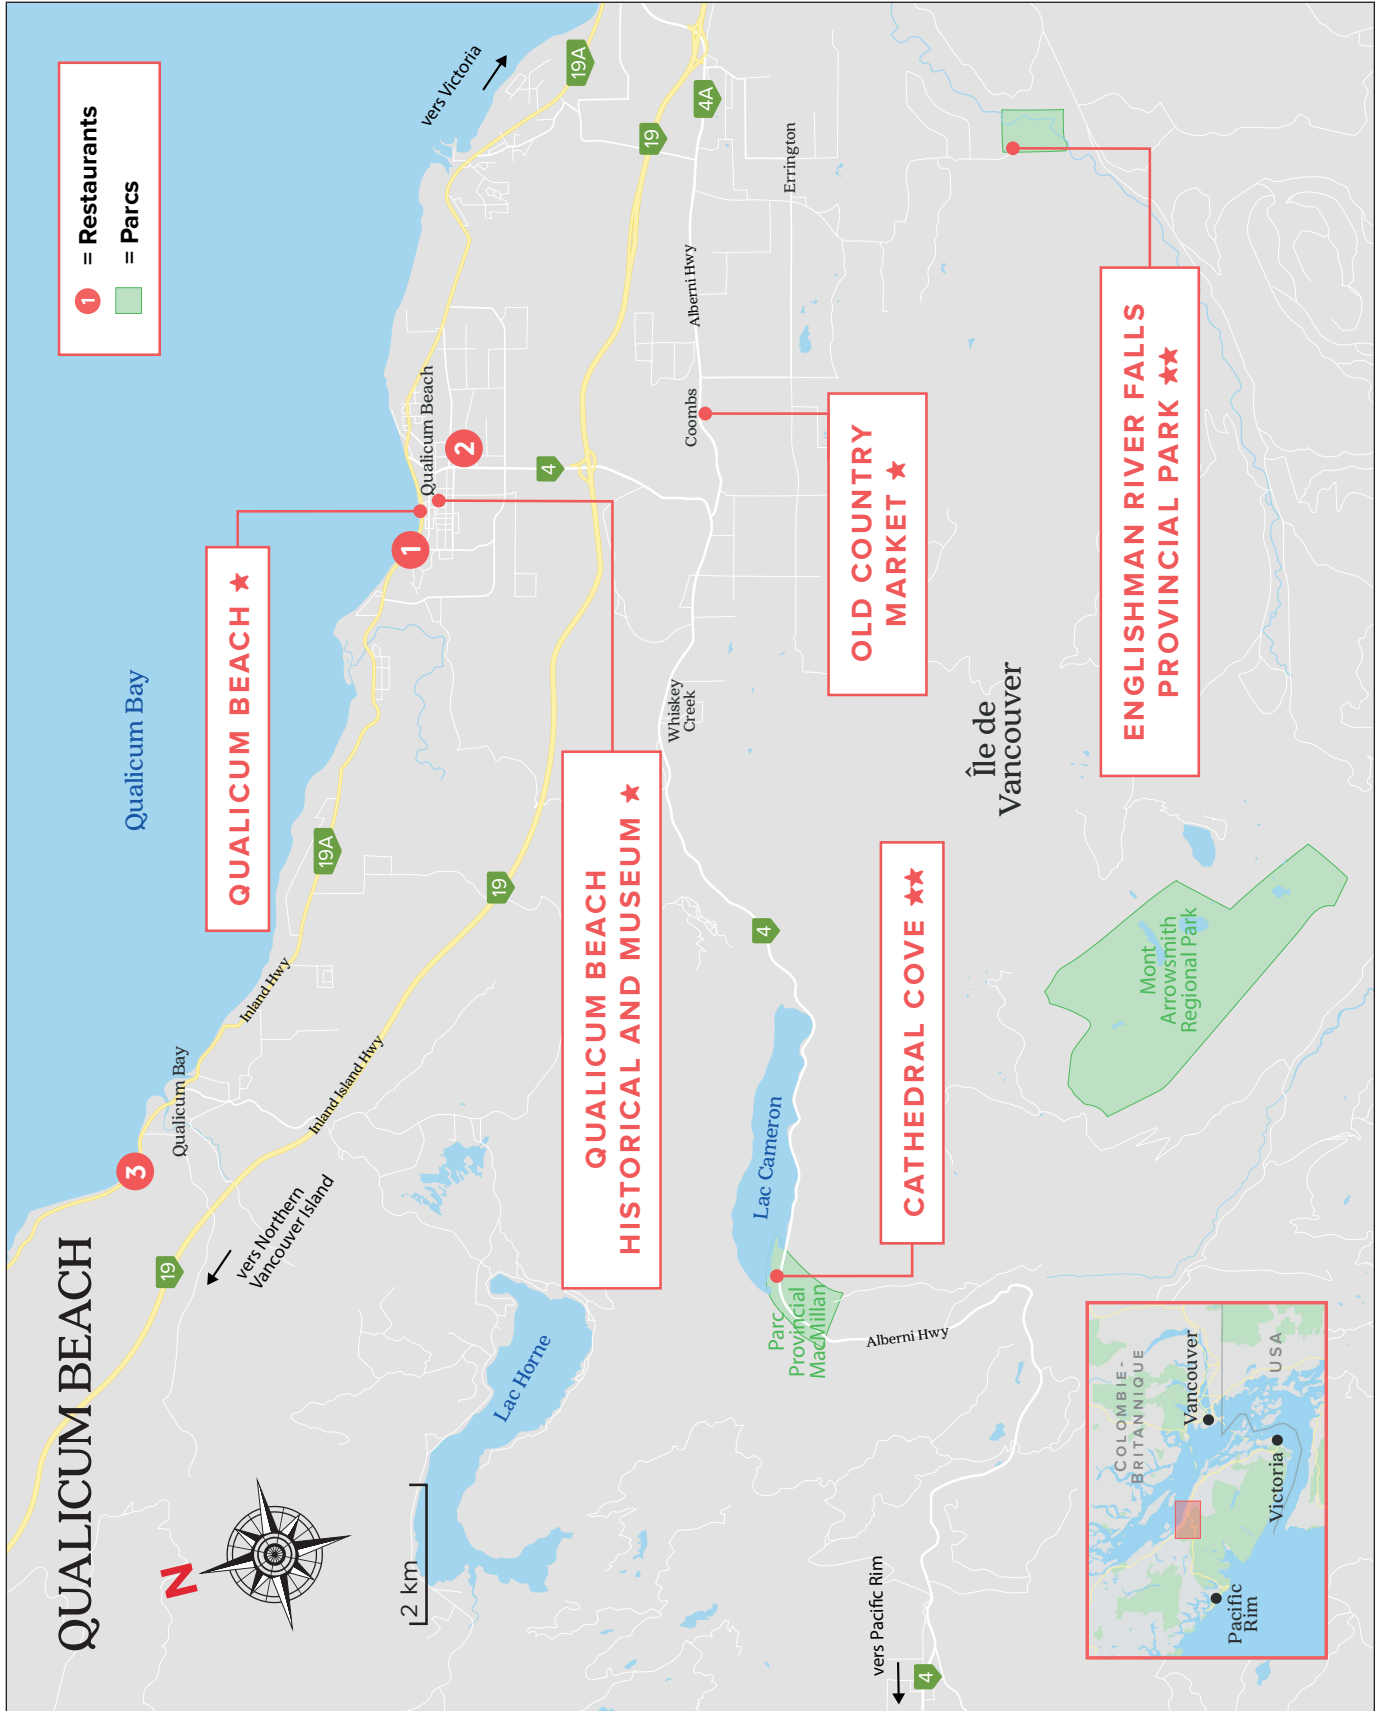 QUALICUM BEACH
N
2 km
1 = Restaurants
= Parcs
Qualicum Bay
QUALICUM BEACH ★
vers Victoria
19A
19
4A
Errington
Alberni Hwy
Coombs
Qualicum Beach
1
2
4
3
Qualicum Bay
Inland Hwy
19A
19
Inland Island Hwy
19
vers Northern
Vancouver Island
QUALICUM BEACH
HISTORICAL AND MUSEUM ★
OLD COUNTRY
MARKET ★
Whiskey
Creek
4
Lac Horne
Lac Cameron
Parc
Provincial
MacMillan
CATHEDRAL COVE ★★
Alberni Hwy
Île de
Vancouver
ENGLISHMAN RIVER FALLS
PROVINCIAL PARK ★★
Mont
Arrowsmith
Regional Park
vers Pacific Rim
4
COLOMBIE-
BRITANNIQUE
Vancouver
USA
Victoria
Pacific
Rim